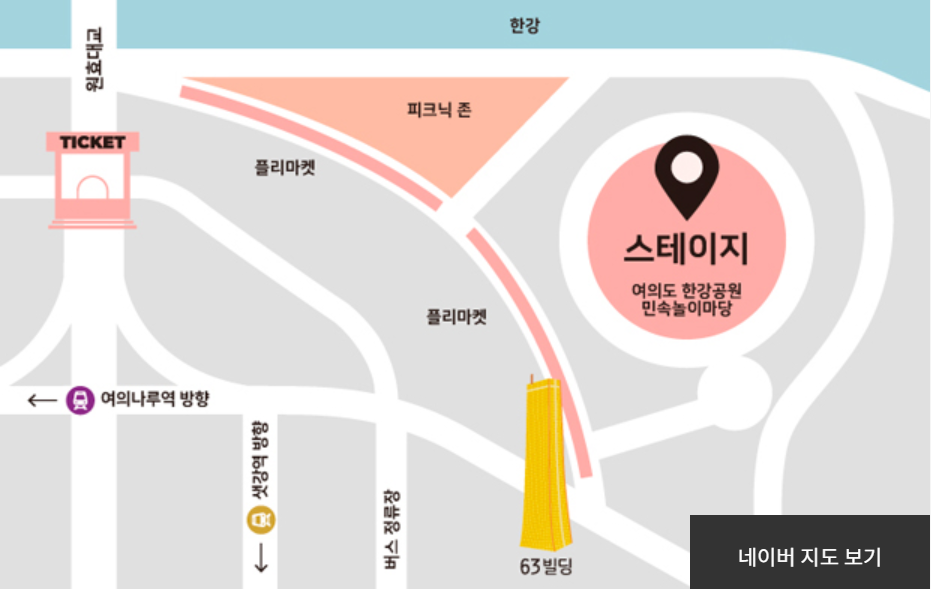 한강
원효대교
피크닉 존
TICKET
플리마켓
스테이지
여의도 한강공원
민속놀이마당
플리마켓
여의나루역 방향
샛강역 방향
버스 정류장
63빌딩
네이버 지도 보기